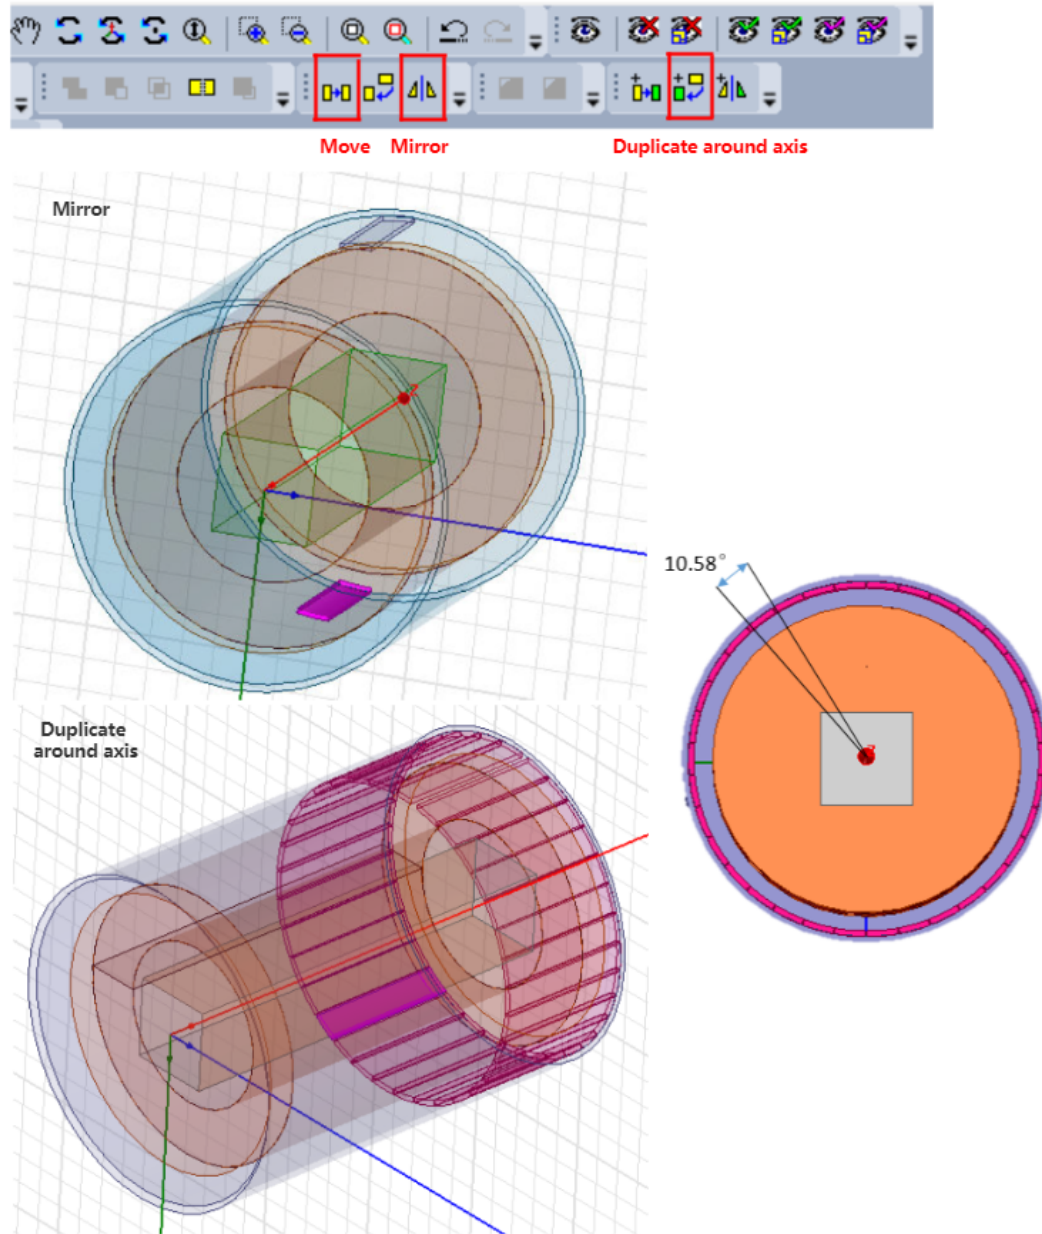 Move Mirror Duplicate around axis
Mirror
Z
10.58°
Duplicate
around axis
Z